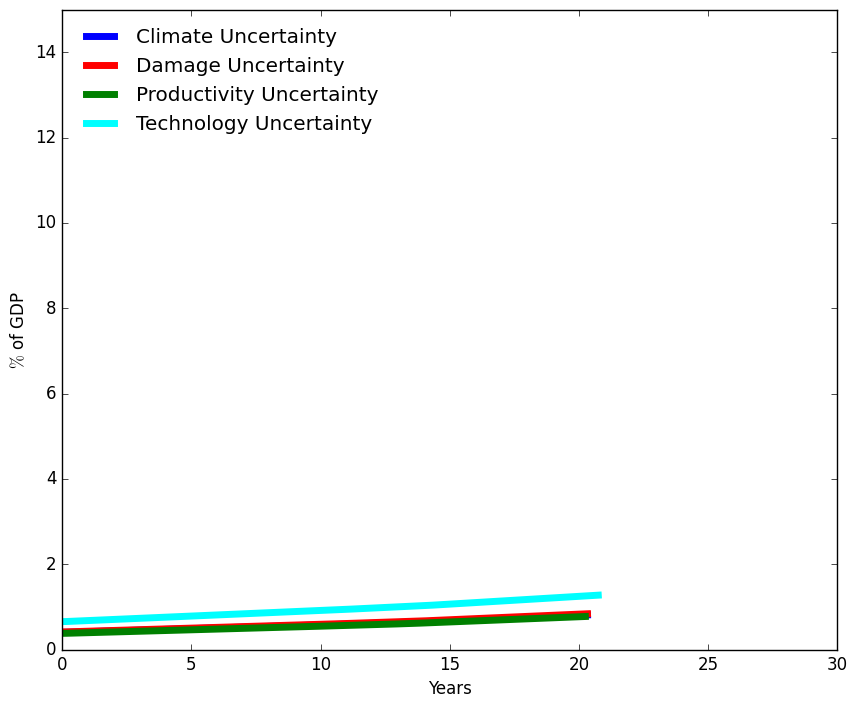 Climate Uncertainty
Damage Uncertainty
Productivity Uncertainty
Technology Uncertainty
14
12
10
8
6
4
2
0
% of GDP
0 5 10 15 20 25 30
Years